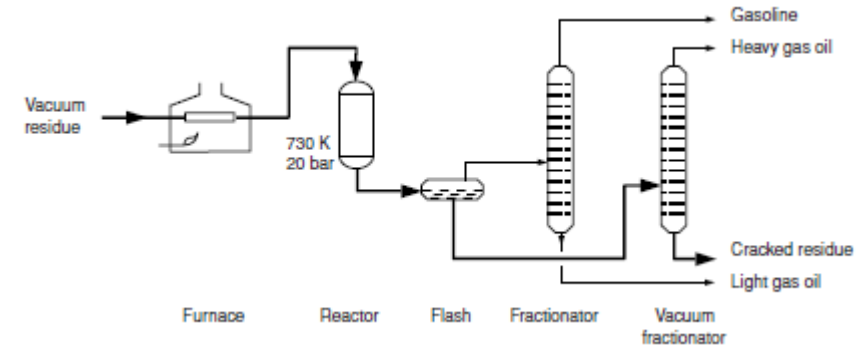 Gasoline
Heavy gas oil
Vacuum
residue
730 K
20 bar
Cracked residue
Light gas oil
Furnace
Reactor
Flash
Fractionator
Vacuum
fractionator